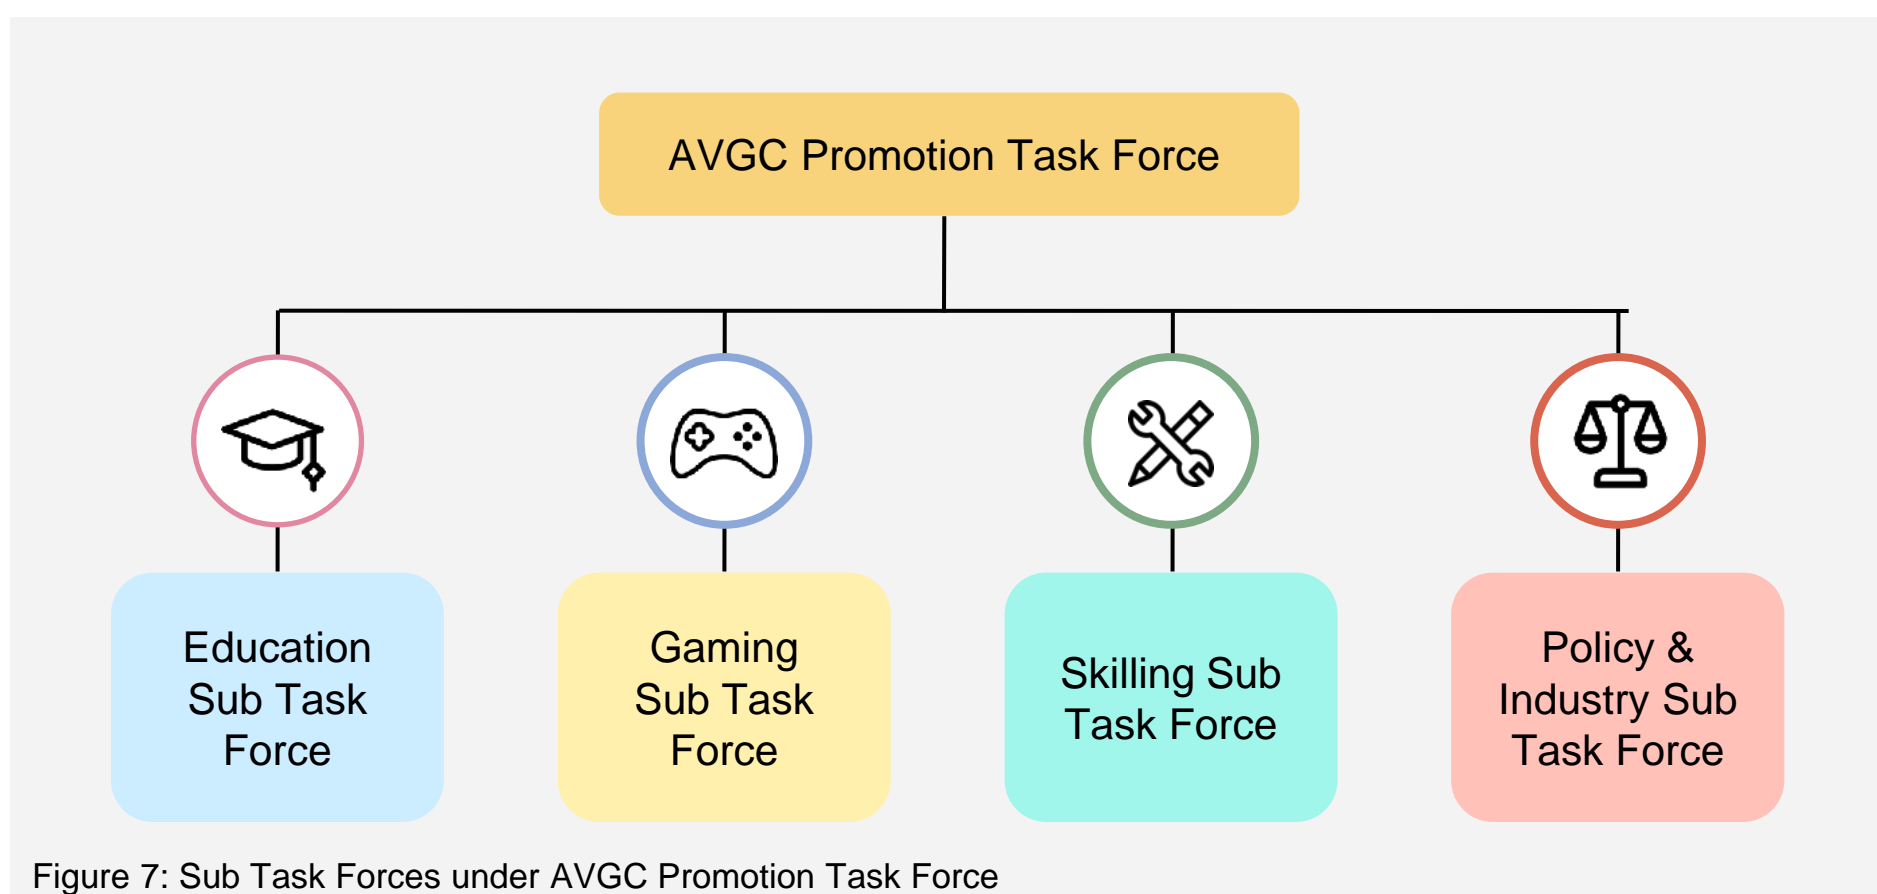 AVGC Promotion Task Force
Education
Sub Task
Force
Gaming
Sub Task
Force
Skilling Sub
Task Force
Policy &
Industry Sub
Task Force
Figure 7: Sub Task Forces under AVGC Promotion Task Force